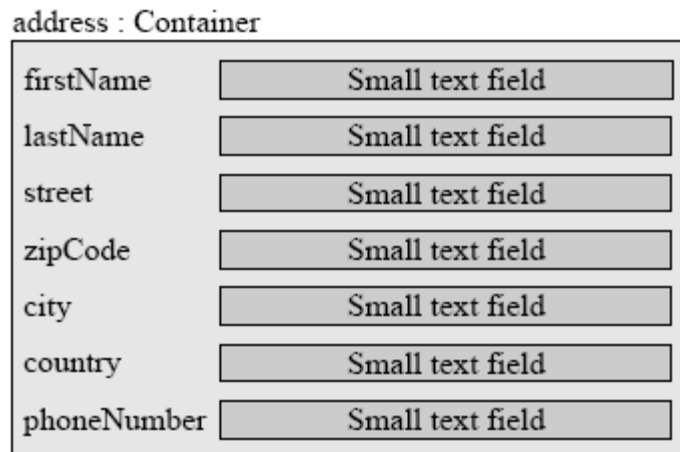 address : Container
firstName Small text field
lastName Small text field
street Small text field
zipCode Small text field
city Small text field
country Small text field
phoneNumber Small text field